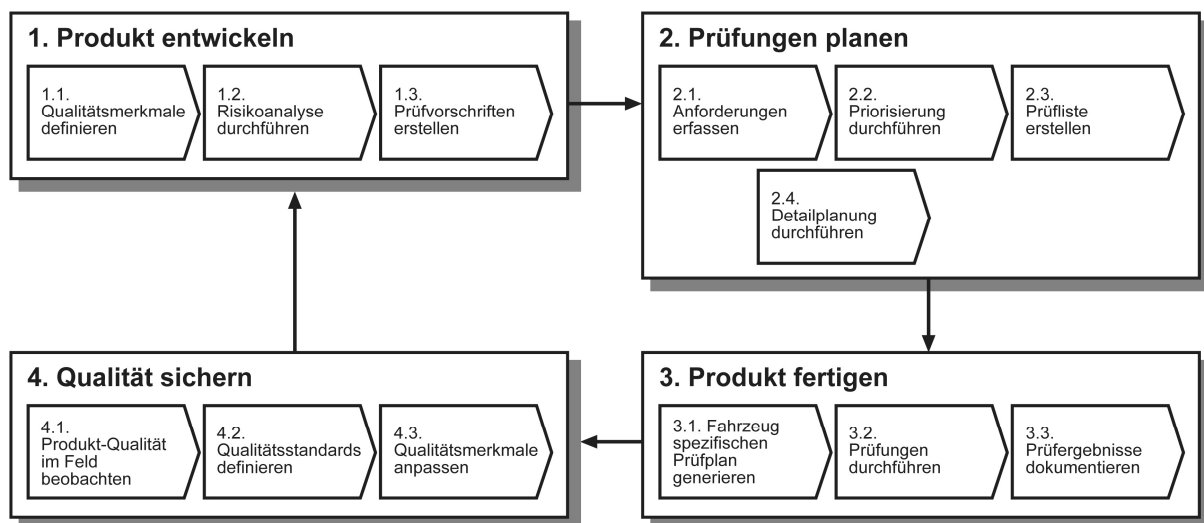 1. Produkt entwickeln
1.1.
Qualitätsmerkmale
definieren
1.2.
Risikoanalyse
durchführen
1.3.
Prüfvorschriften
erstellen
2. Prüfungen planen
2.1.
Anforderungen
erfassen
2.2.
Priorisierung
durchführen
2.3.
Prüfliste
erstellen
2.4.
Detailplanung
durchführen
4. Qualität sichern
4.1.
Produkt-Qualität
im Feld
beobachten
4.2.
Qualitätsstandards
definieren
4.3.
Qualitätsmerkmale
anpassen
3. Produkt fertigen
3.1. Fahrzeug
spezifischen
Prüfplan
generieren
3.2.
Prüfungen
durchführen
3.3.
Prüfergebnisse
dokumentieren